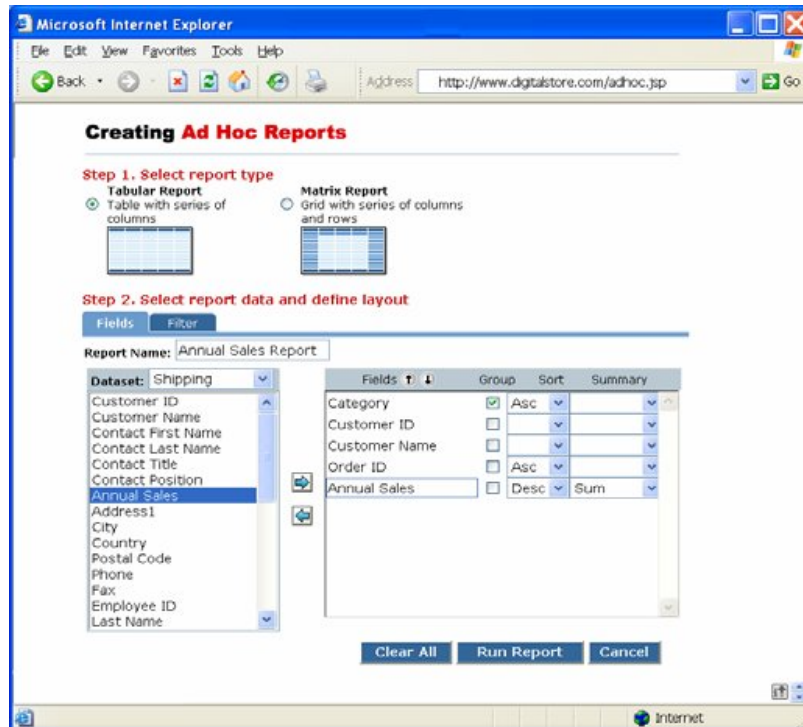 Microsoft Internet Explorer
File Edit View Favorites Tools Help
Back Address http://www.digitalstore.com/adhoc.jsp Go
Creating Ad Hoc Reports
Step 1. Select report type
Tabular Report
Table with series of
columns
Matrix Report
Grid with series of columns
and rows
Step 2. Select report data and define layout
Fields Filter
Report Name: Annual Sales Report
Dataset: Shipping
Customer ID
Customer Name
Contact First Name
Contact Last Name
Contact Title
Contact Position
Annual Sales
Address1
City
Country
Postal Code
Phone
Fax
Employee ID
Last Name
Fields Group Sort Summary
Category Asc
Customer ID
Customer Name
Order ID Asc
Annual Sales Desc Sum
Clear All Run Report Cancel
Internet